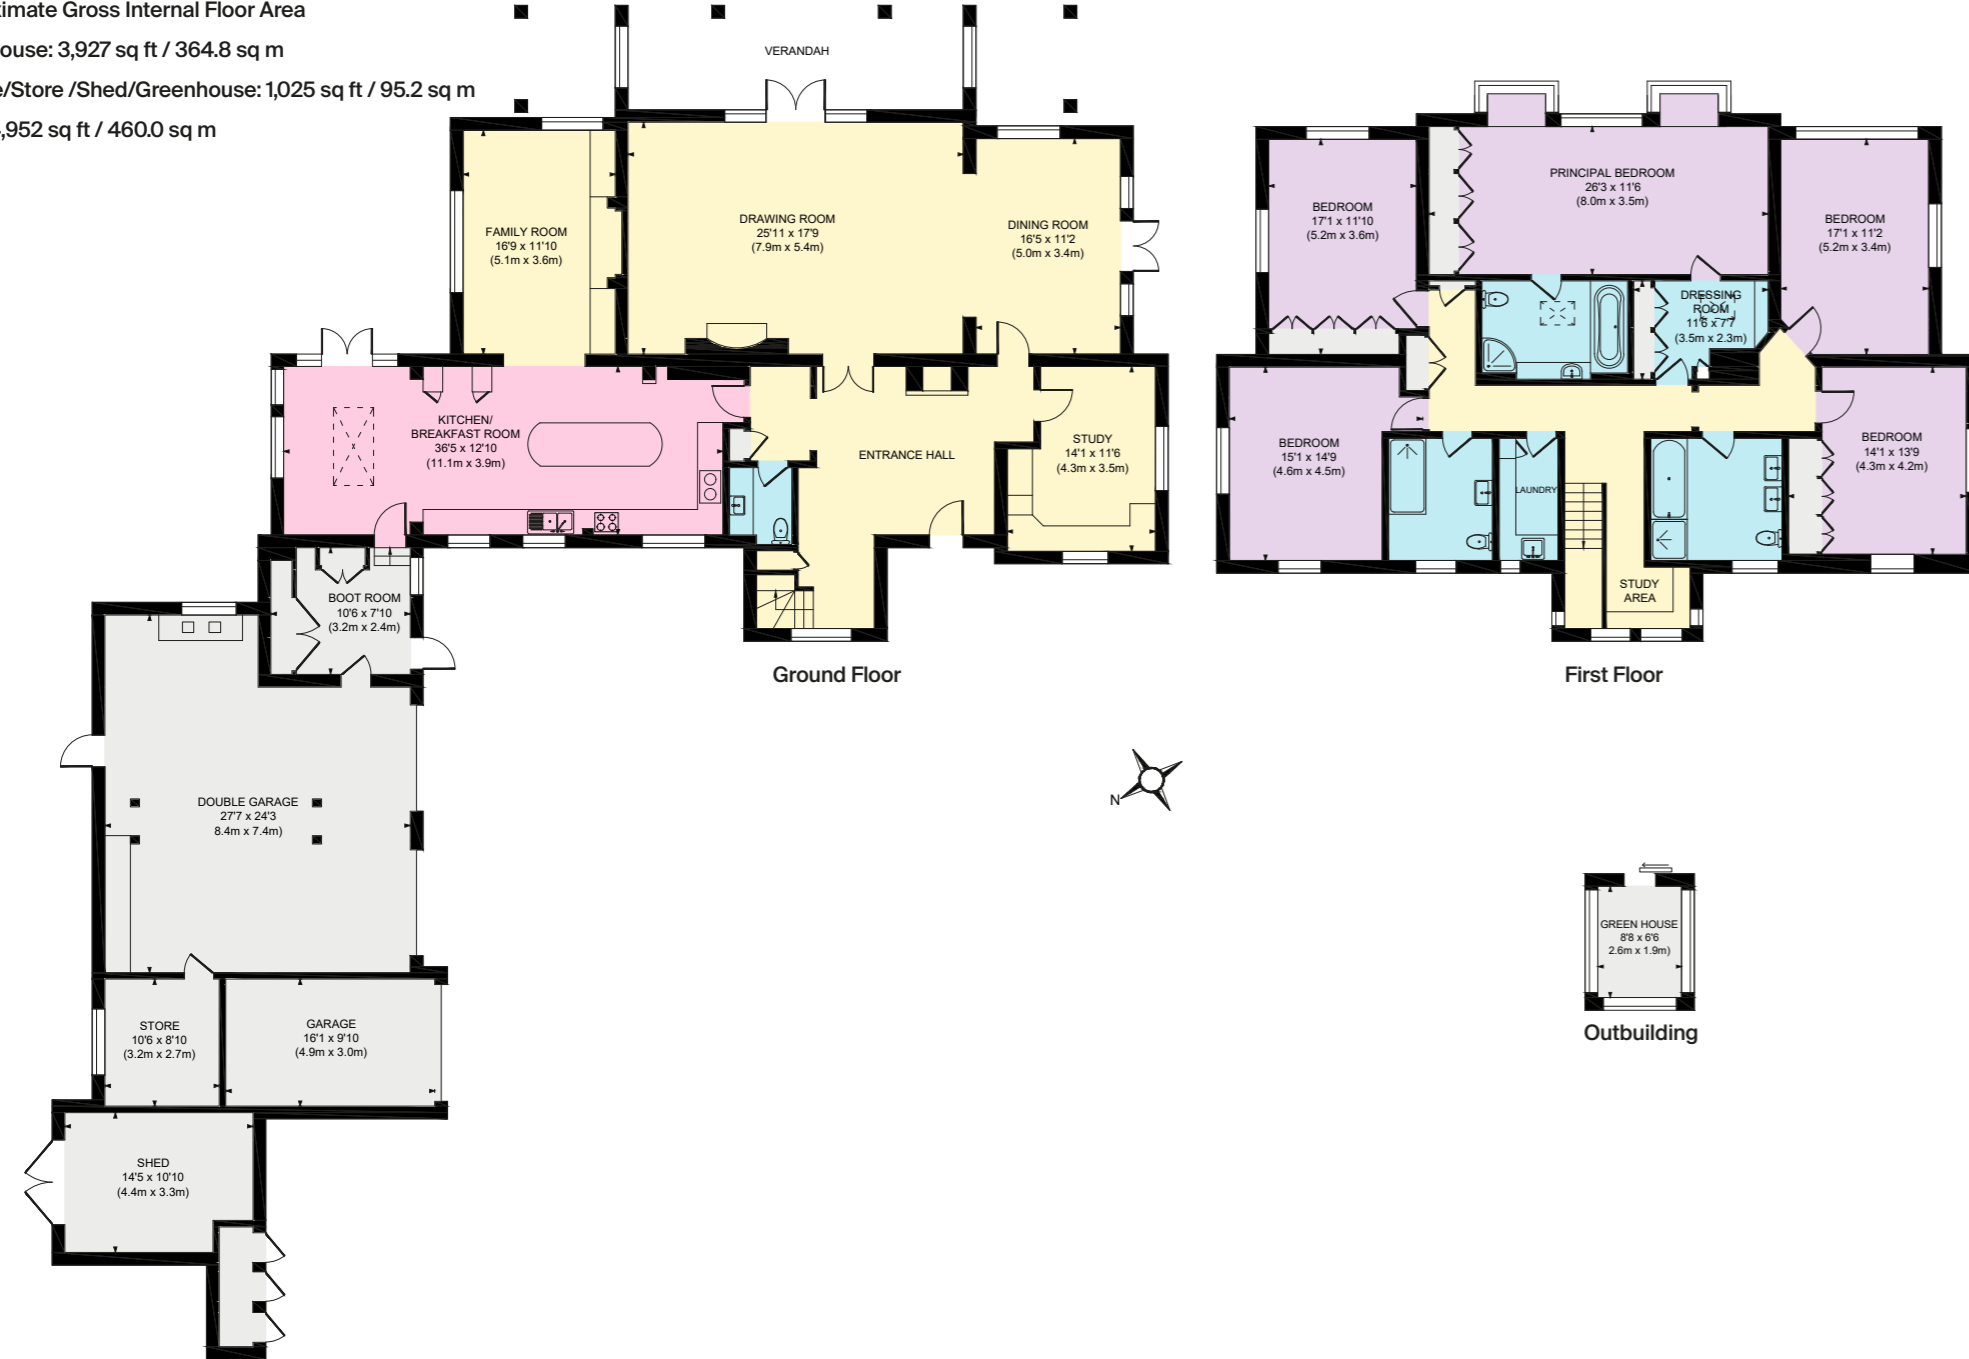 Gross Internal Floor Area
3,927 sq ft / 364.8 sq m
/Store /Shed/Greenhouse: 1,025 sq ft / 95.2 sq m
sq ft / 460.0 sq m
VERANDAH
FAMILY ROOM
16'9 x 11'10
(5.1m x 3.6m)
DRAWING ROOM
25'11 x 17'9
(7.9m x 5.4m)
DINING ROOM
16'5 x 11'2
(5.0m x 3.4m)
KITCHEN/
BREAKFAST ROOM
36'5 x 12'10
(11.1m x 3.9m)
ENTRANCE HALL
STUDY
14'1 x 11'6
(4.3m x 3.5m)
BOOT ROOM
10'6 x 7'10
(3.2m x 2.4m)
Ground Floor
DOUBLE GARAGE
27'7 x 24'3
8.4m x 7.4m)
STORE
10'6 x 8'10
(3.2m x 2.7m)
GARAGE
16'1 x 9'10
(4.9m x 3.0m)
SHED
14'5 x 10'10
(4.4m x 3.3m)
BEDROOM
17'1 x 11'10
(5.2m x 3.6m)
PRINCIPAL BEDROOM
26'3 x 11'6
(8.0m x 3.5m)
BEDROOM
17'1 x 11'2
(5.2m x 3.4m)
DRESSING
ROOM
11'6 x 7'7
(3.5m x 2.3m)
BEDROOM
15'1 x 14'9
(4.6m x 4.5m)
LAUNDRY
BEDROOM
14'1 x 13'9
(4.3m x 4.2m)
STUDY
AREA
First Floor
N
GREEN HOUSE
8'8 x 6'6
2.6m x 1.9m)
Outbuilding